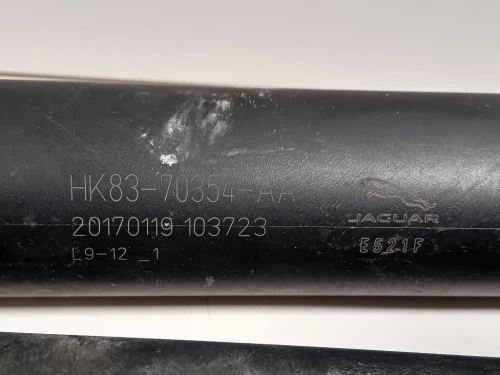 HK83-70354-AA
20170119 103723
L9-12 _1
JAGUAR
E521F